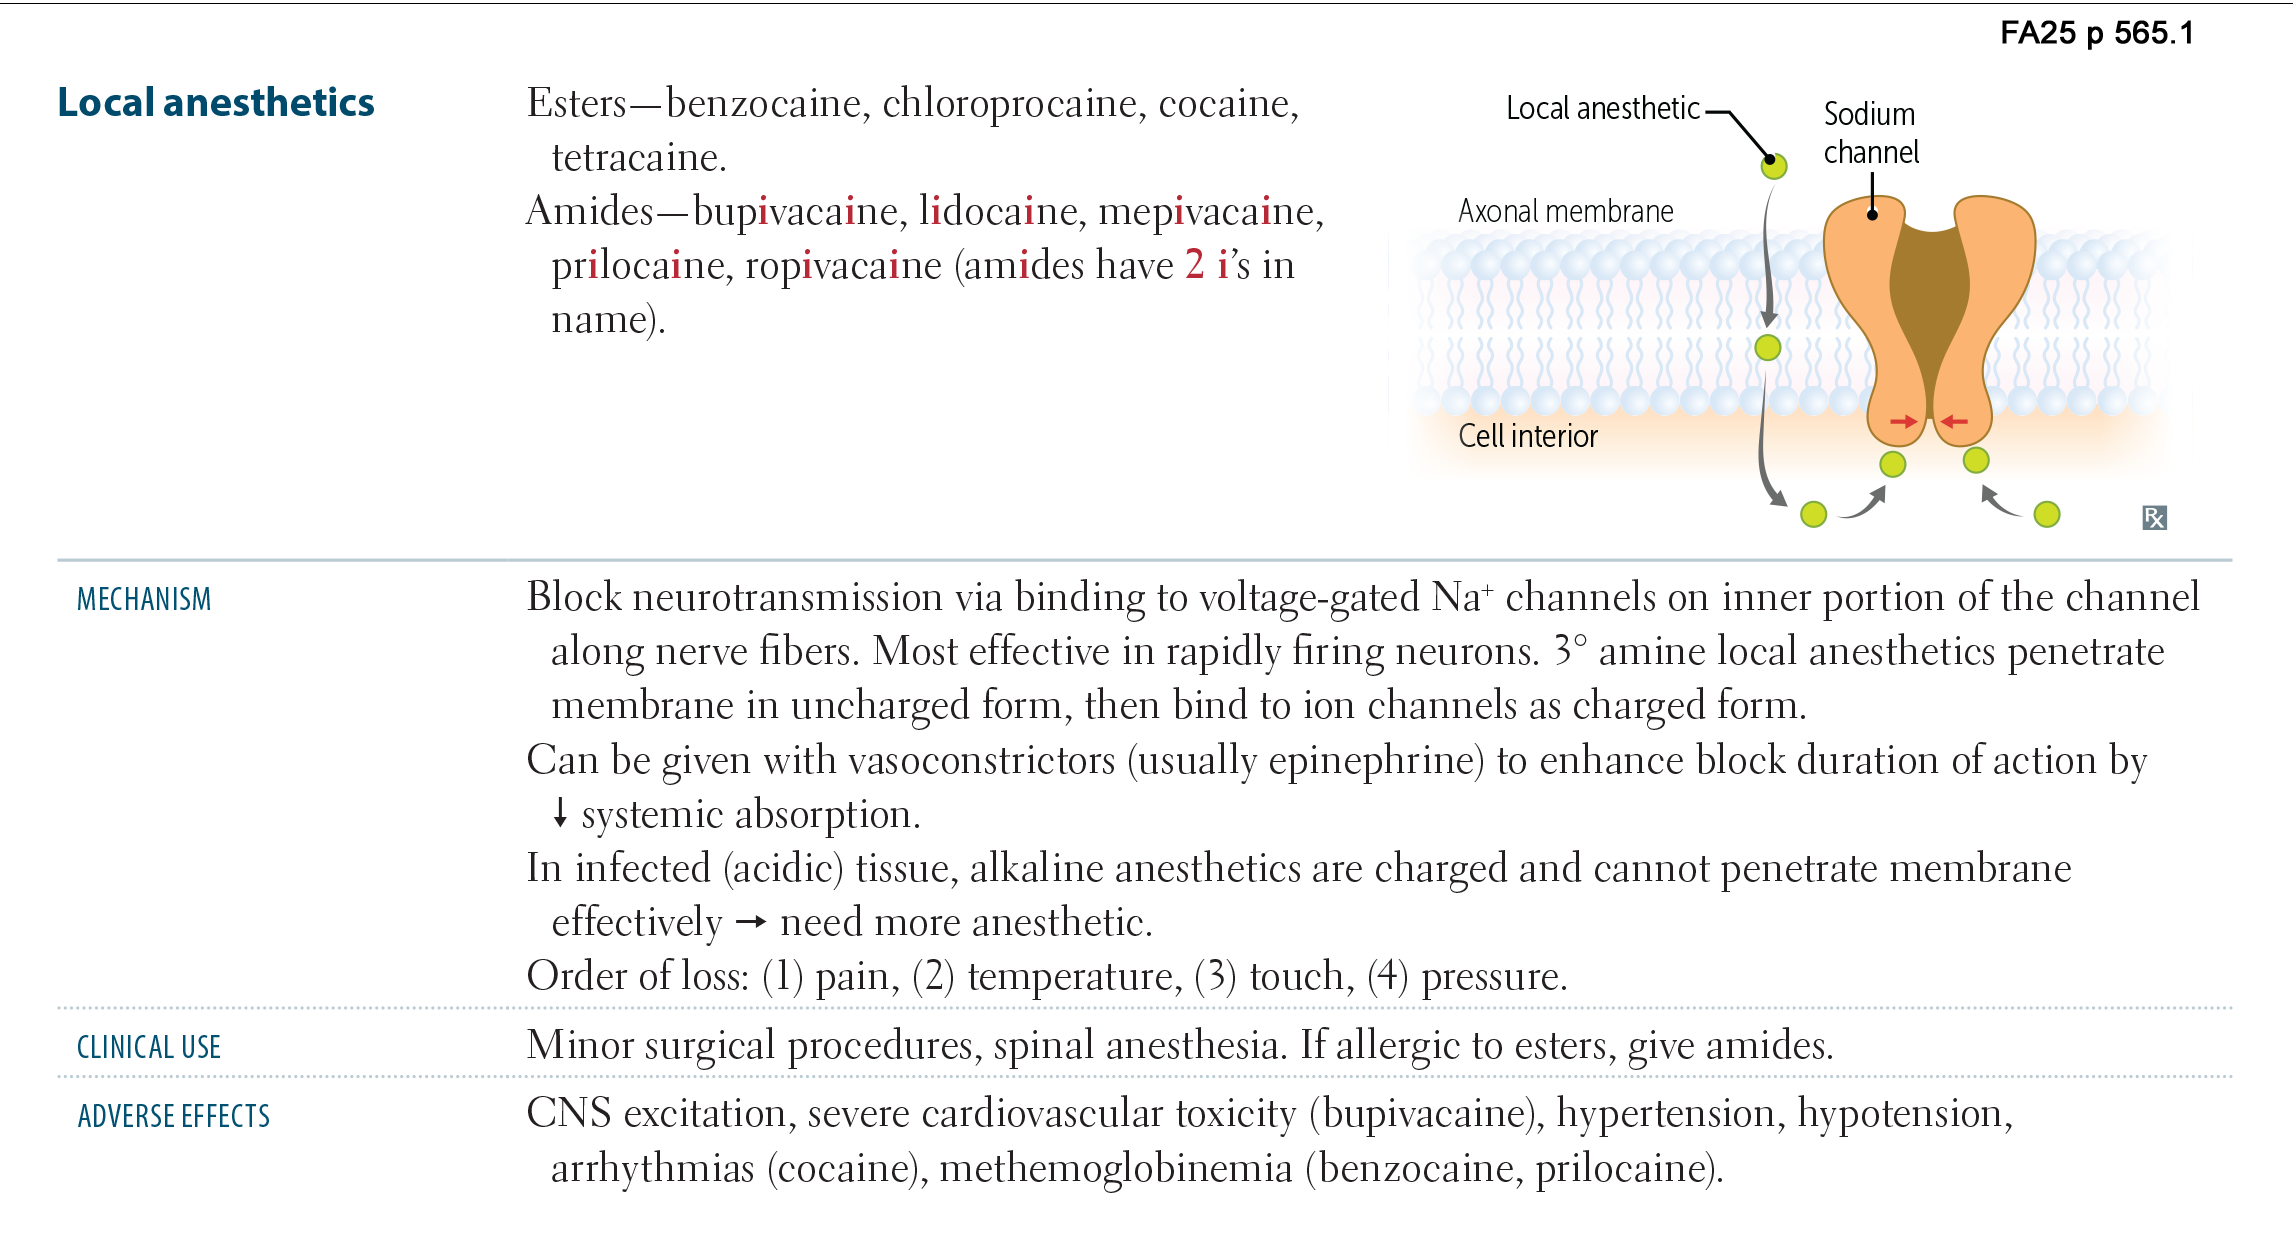 FA25 p 565.1
Local anesthetics
Esters—benzocaine, chloroprocaine, cocaine,
tetracaine.
Amides—bupivacaine, lidocaine, mepivacaine,
prilocaine, ropivacaine (amides have 2 i’s in
name).
Local anesthetic
Sodium
channel
Axonal membrane
Cell interior
Rx
MECHANISM
Block neurotransmission via binding to voltage-gated Na⁺ channels on inner portion of the channel
along nerve fibers. Most effective in rapidly firing neurons. 3° amine local anesthetics penetrate
membrane in uncharged form, then bind to ion channels as charged form.
Can be given with vasoconstrictors (usually epinephrine) to enhance block duration of action by
↓ systemic absorption.
In infected (acidic) tissue, alkaline anesthetics are charged and cannot penetrate membrane
effectively → need more anesthetic.
Order of loss: (1) pain, (2) temperature, (3) touch, (4) pressure.
CLINICAL USE
Minor surgical procedures, spinal anesthesia. If allergic to esters, give amides.
ADVERSE EFFECTS
CNS excitation, severe cardiovascular toxicity (bupivacaine), hypertension, hypotension,
arrhythmias (cocaine), methemoglobinemia (benzocaine, prilocaine).